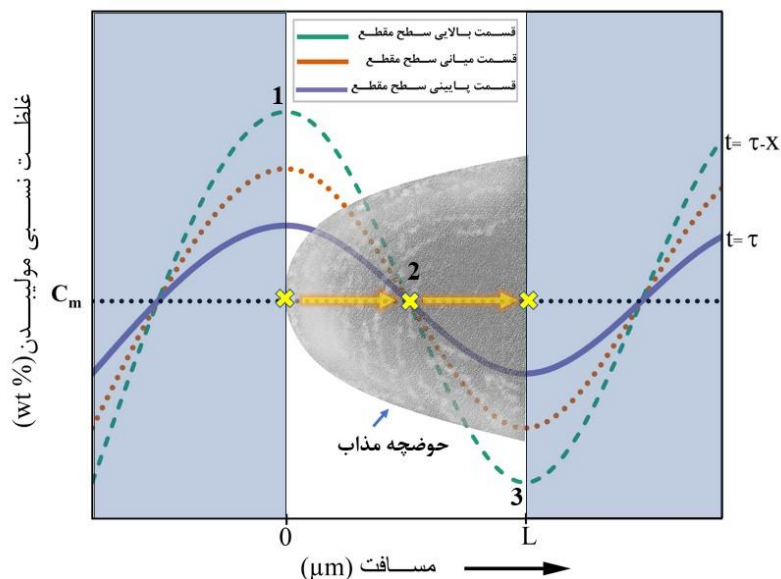 قسمت بالایی سطح مقطع
قسمت میانی سطح مقطع
قسمت پایینی سطح مقطع
غلظت نسبی مولیبدن (wt %)
1
t= τ-x
t= τ
2
Cm
حوضچه مذاب
3
0
L
مسافت (µm)